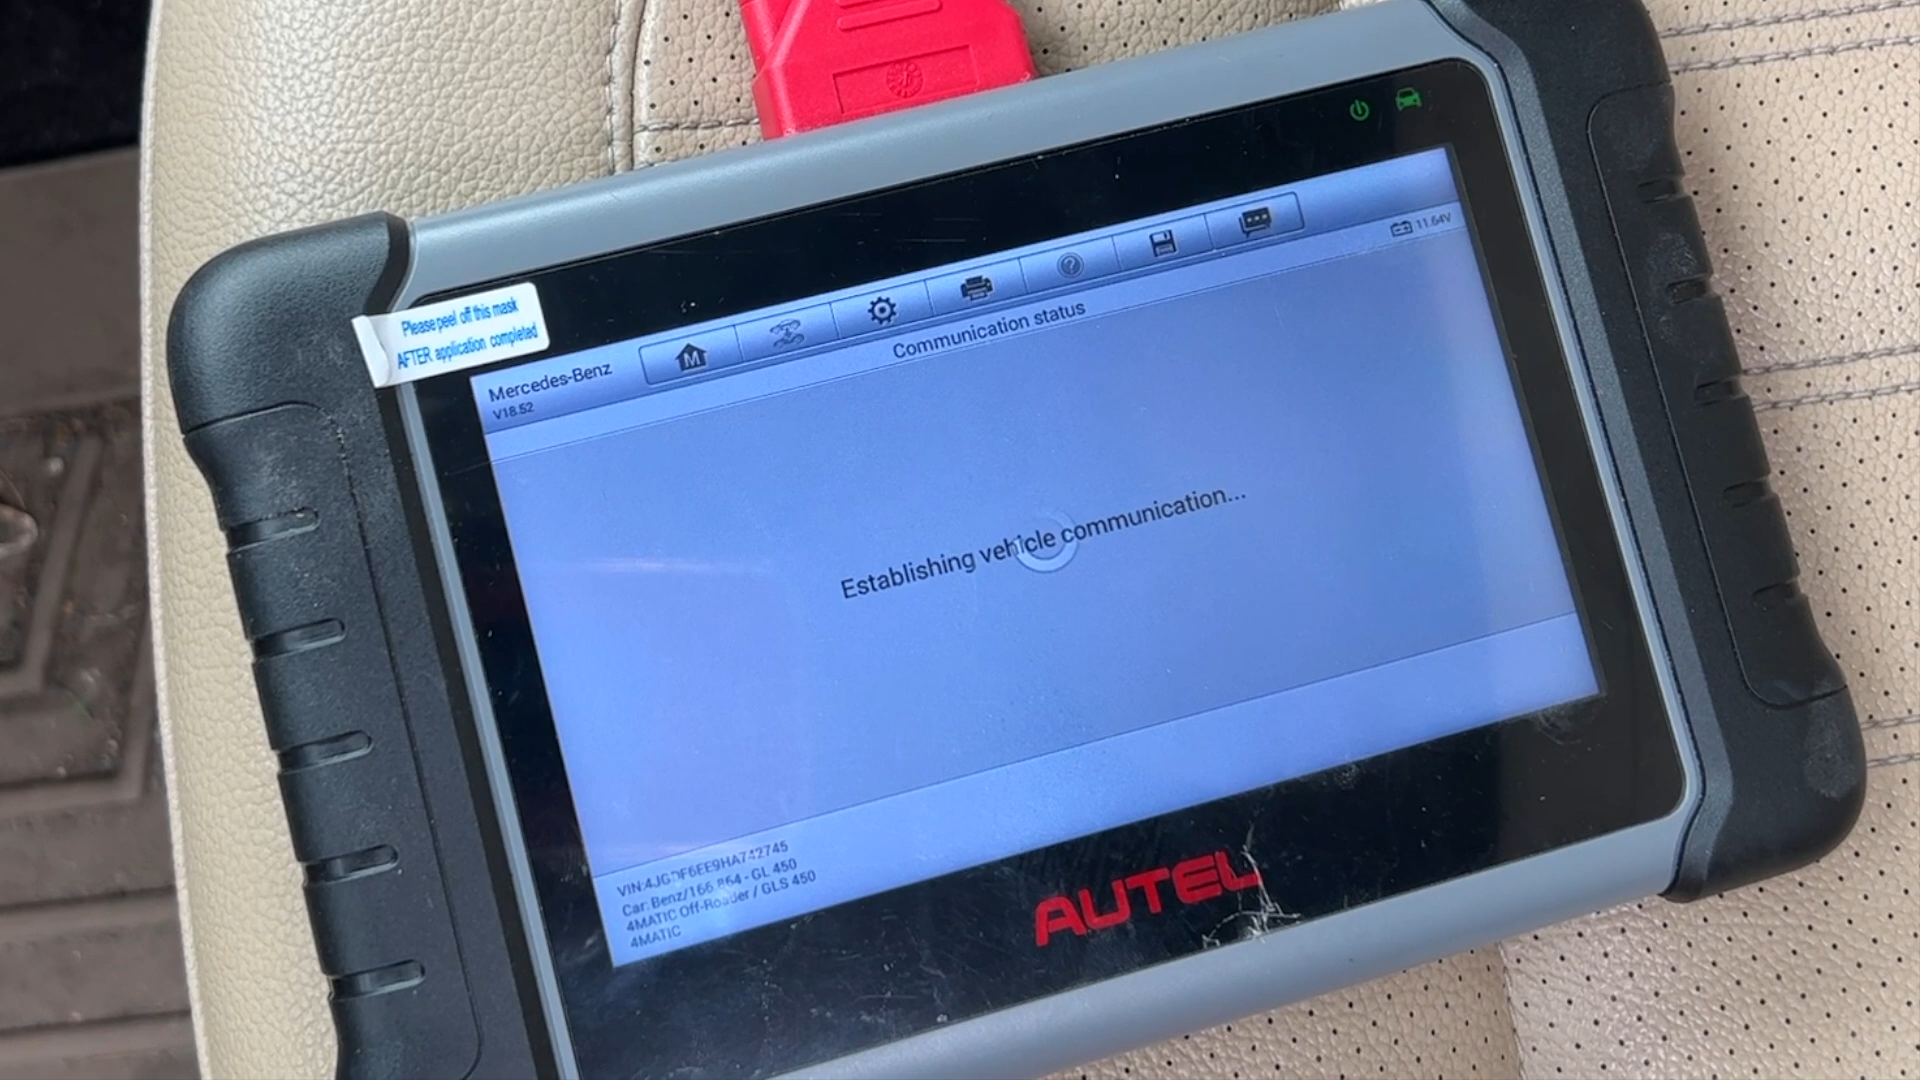 Please peel off this mask
AFTER application completed
Mercedes-Benz
V18.52
M
11.64V
Communication status
Establishing vehicle communication...
VIN:4JGDF6EE9HA742745
Car: Benz/166.864 - GL 450
4MATIC Off-Roader / GLS 450
4MATIC
AUTEL